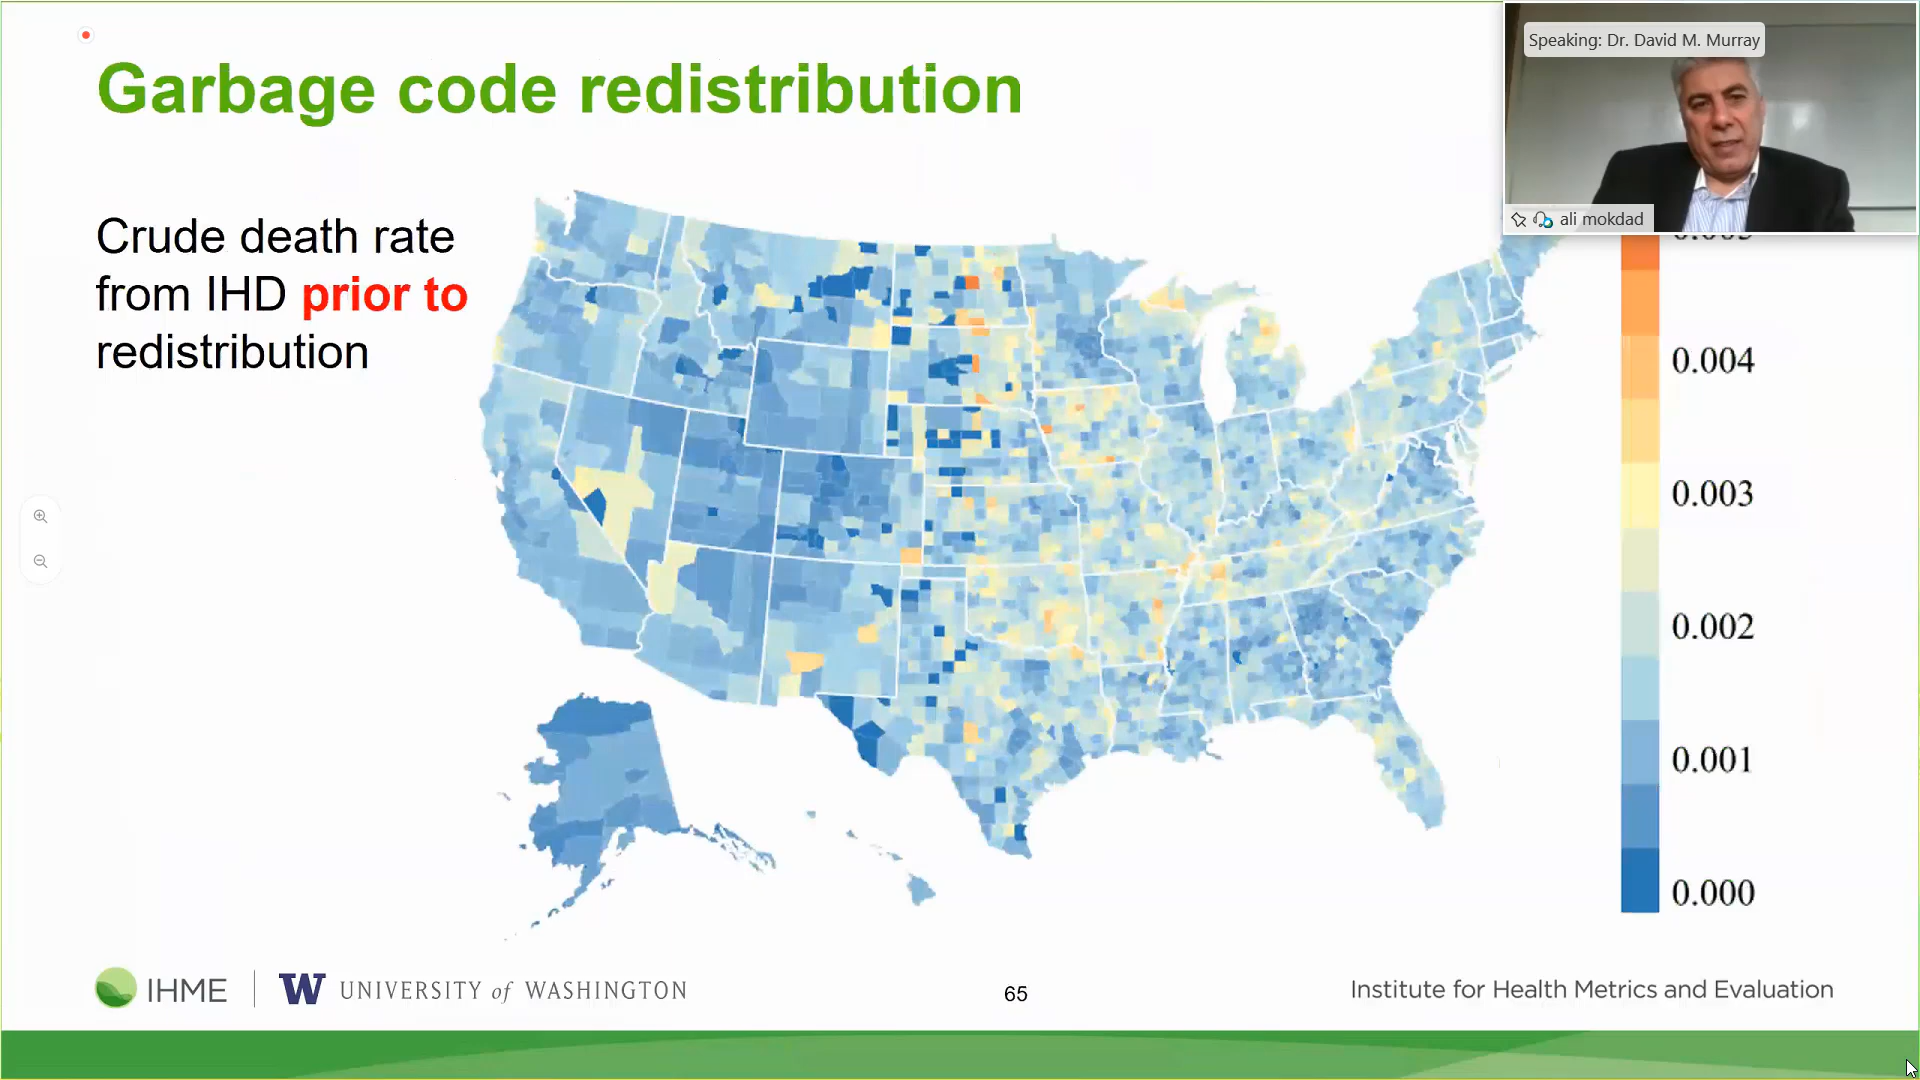 Garbage code redistribution
Speaking: Dr. David M. Murray
ali mokdad
Crude death rate
from IHD prior to
redistribution
0.004
0.003
0.002
0.001
0.000
IHME
W UNIVERSITY of WASHINGTON
65
Institute for Health Metrics and Evaluation